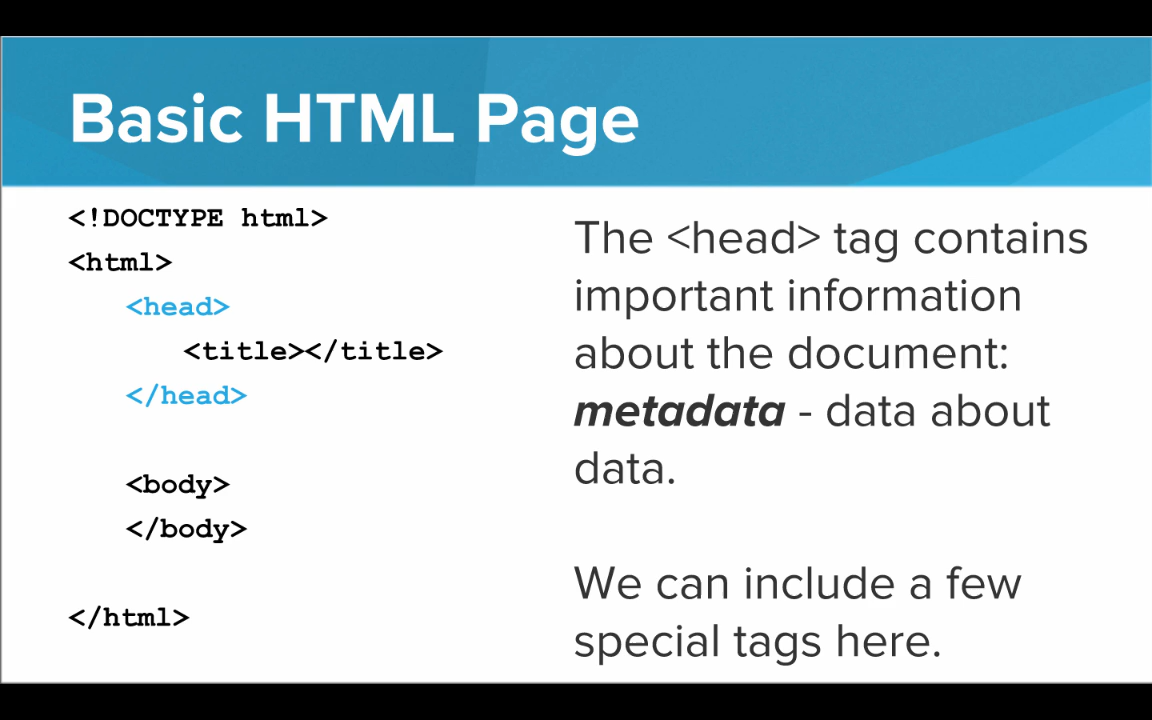 Basic HTML Page
<!DOCTYPE html>
<html>
<head>
<title></title>
</head>
<body>
</body>
</html>
The <head> tag contains
important information
about the document:
metadata - data about
data.
We can include a few
special tags here.